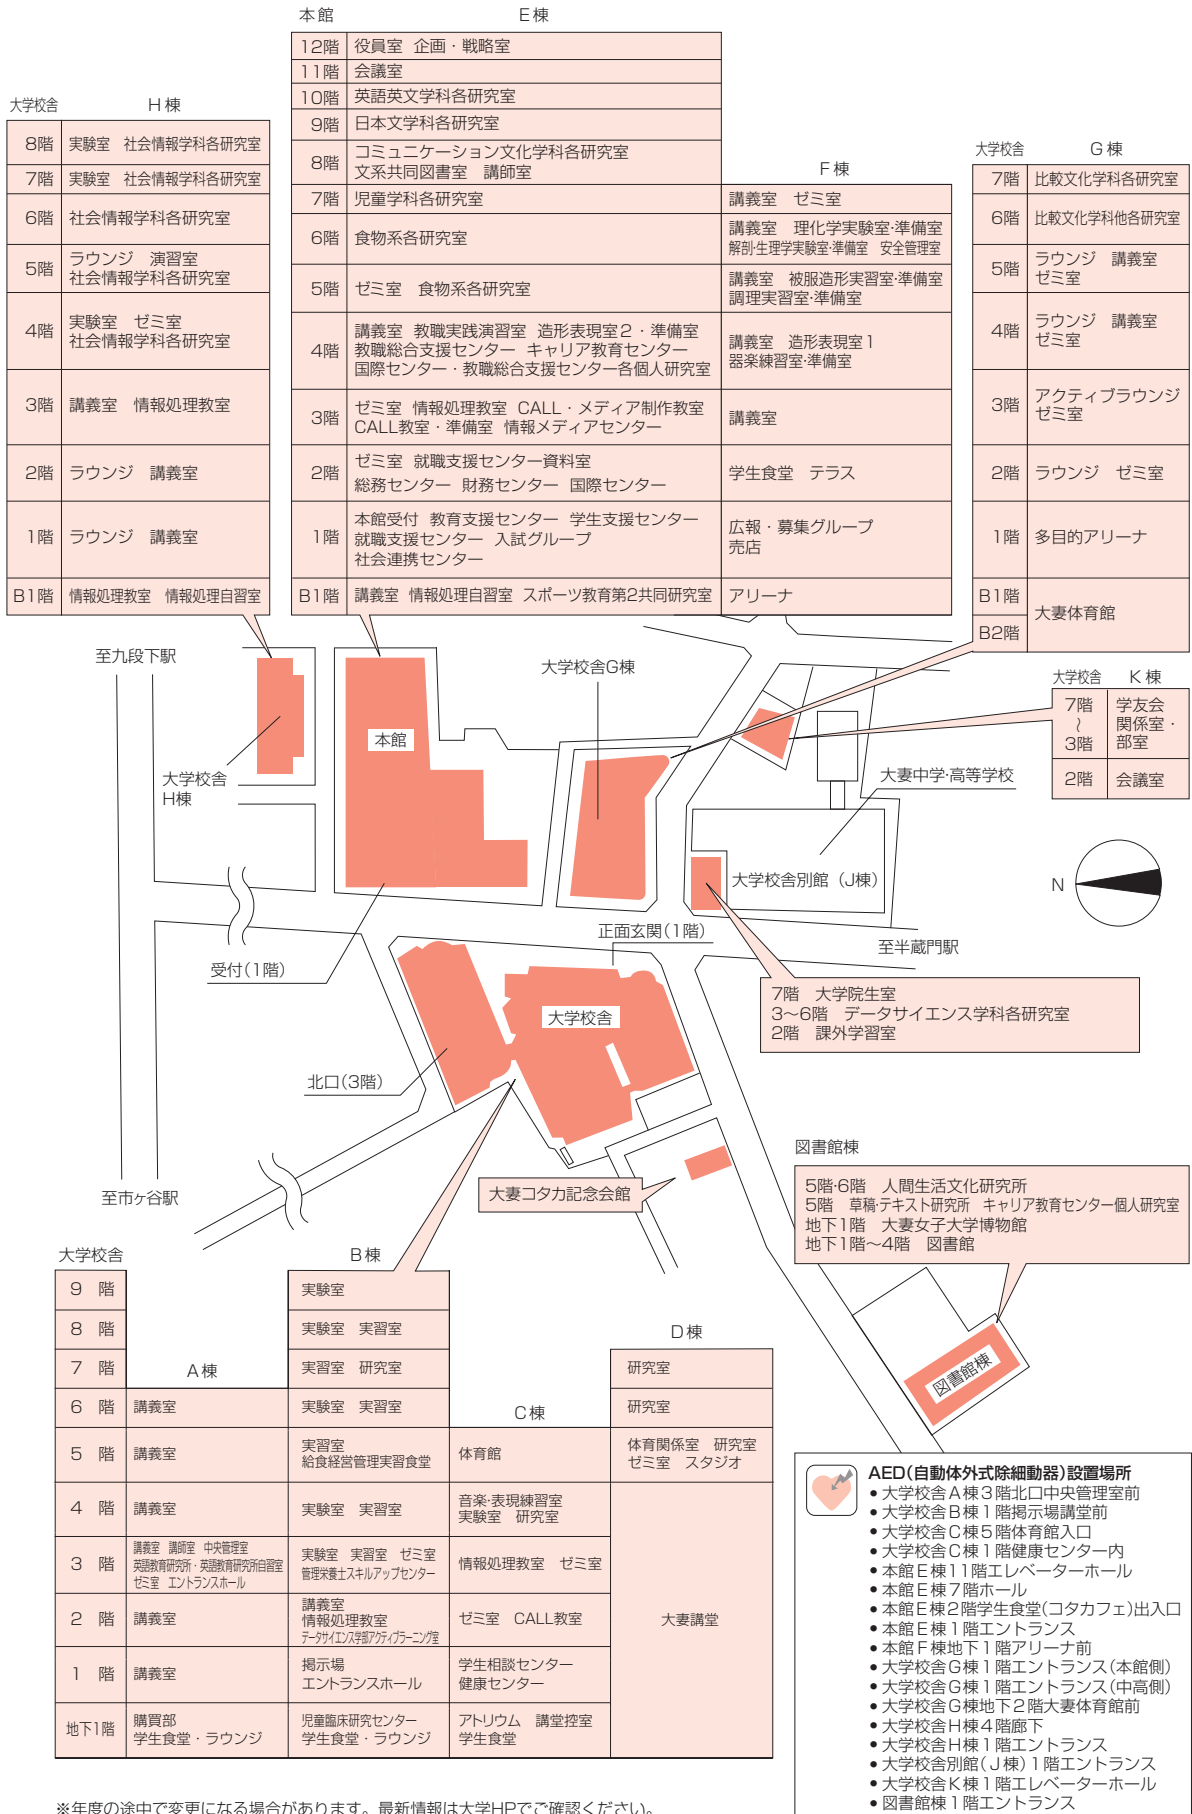 本館 E棟
12階 役員室 企画・戦略室
11階 会議室
10階 英語英文学科各研究室
9階 日本文学科各研究室
8階 コミュニケーション文化学科各研究室
文系共同図書室 講師室
7階 児童学科各研究室
6階 食物系各研究室
5階 ゼミ室 食物系各研究室
4階 講義室 教職実践演習室 造形表現室2・準備室
教職総合支援センター キャリア教育センター
国際センター・教職総合支援センター各個人研究室
3階 ゼミ室 情報処理教室 CALL・メディア制作教室
CALL教室・準備室 情報メディアセンター
2階 ゼミ室 就職支援センター資料室
総務センター 財務センター 国際センター
1階 本館受付 教育支援センター 学生支援センター
就職支援センター 入試グループ
社会連携センター
B1階 講義室 情報処理自習室 スポーツ教育第2共同研究室
F棟
講義室 ゼミ室
講義室 理化学実験室・準備室
解剖・生理学実験室・準備室 安全管理室
講義室 被服造形実習室・準備室
調理実習室・準備室
講義室 造形表現室1
器楽練習室・準備室
講義室
学生食堂 テラス
広報・募集グループ
売店
アリーナ
大学校舎 H棟
8階 実験室 社会情報学科各研究室
7階 実験室 社会情報学科各研究室
6階 社会情報学科各研究室
5階 ラウンジ 演習室
社会情報学科各研究室
4階 実験室 ゼミ室
社会情報学科各研究室
3階 講義室 情報処理教室
2階 ラウンジ 講義室
1階 ラウンジ 講義室
B1階 情報処理教室 情報処理自習室
大学校舎 G棟
7階 比較文化学科各研究室
6階 比較文化学科他各研究室
5階 ラウンジ 講義室
ゼミ室
4階 ラウンジ 講義室
ゼミ室
3階 アクティブラウンジ
ゼミ室
2階 ラウンジ ゼミ室
1階 多目的アリーナ
B1階
B2階
大妻体育館
大学校舎 K棟
7階
〜
3階
学友会
関係室・
部室
2階 会議室
至九段下駅
大学校舎G棟
本館
大学校舎
H棟
大妻中学・高等学校
大学校舎別館(J棟)
N
正面玄関(1階)
至半蔵門駅
受付(1階)
大学校舎
7階 大学院生室
3〜6階 データサイエンス学科各研究室
2階 課外学習室
北口(3階)
至市ヶ谷駅
大妻コタカ記念会館
図書館棟
5階・6階 人間生活文化研究所
5階 草稿・テキスト研究所 キャリア教育センター個人研究室
地下1階 大妻女子大学博物館
地下1階〜4階 図書館
図書館棟
大学校舎
9階
8階
7階
6階
5階
4階
3階
2階
1階
地下1階
A棟
講義室
講義室
講義室
講義室 講師室 中央管理室
英語教育研究所・英語教育研究所自習室
ゼミ室 エントランスホール
講義室
講義室
購買部
学生食堂・ラウンジ
B棟
実験室
実験室 実習室
実習室 研究室
実験室 実習室
実習室
給食経営管理実習食堂
実験室 実習室
実験室 実習室 ゼミ室
管理栄養士スキルアップセンター
講義室
情報処理教室
データサイエンス学部アクティブラーニング室
掲示場
エントランスホール
児童臨床研究センター
学生食堂・ラウンジ
C棟
体育館
音楽・表現練習室
実験室 研究室
情報処理教室 ゼミ室
ゼミ室 CALL教室
学生相談センター
健康センター
アトリウム 講堂控室
学生食堂
D棟
研究室
研究室
体育関係室 研究室
ゼミ室 スタジオ
大妻講堂
AED(自動体外式除細動器)設置場所
●大学校舎A棟3階北口中央管理室前
●大学校舎B棟1階掲示場講堂前
●大学校舎C棟5階体育館入口
●大学校舎C棟1階健康センター内
●本館E棟11階エレベーターホール
●本館E棟7階ホール
●本館E棟2階学生食堂(コタカフェ)出入口
●本館E棟1階エントランス
●本館F棟地下1階アリーナ前
●大学校舎G棟1階エントランス(本館側)
●大学校舎G棟1階エントランス(中高側)
●大学校舎G棟地下2階大妻体育館前
●大学校舎H棟4階廊下
●大学校舎H棟1階エントランス
●大学校舎別館(J棟)1階エントランス
●大学校舎K棟1階エレベーターホール
●図書館棟1階エントランス
※年度の途中で変更になる場合があります。最新情報は大学HPでご確認ください。